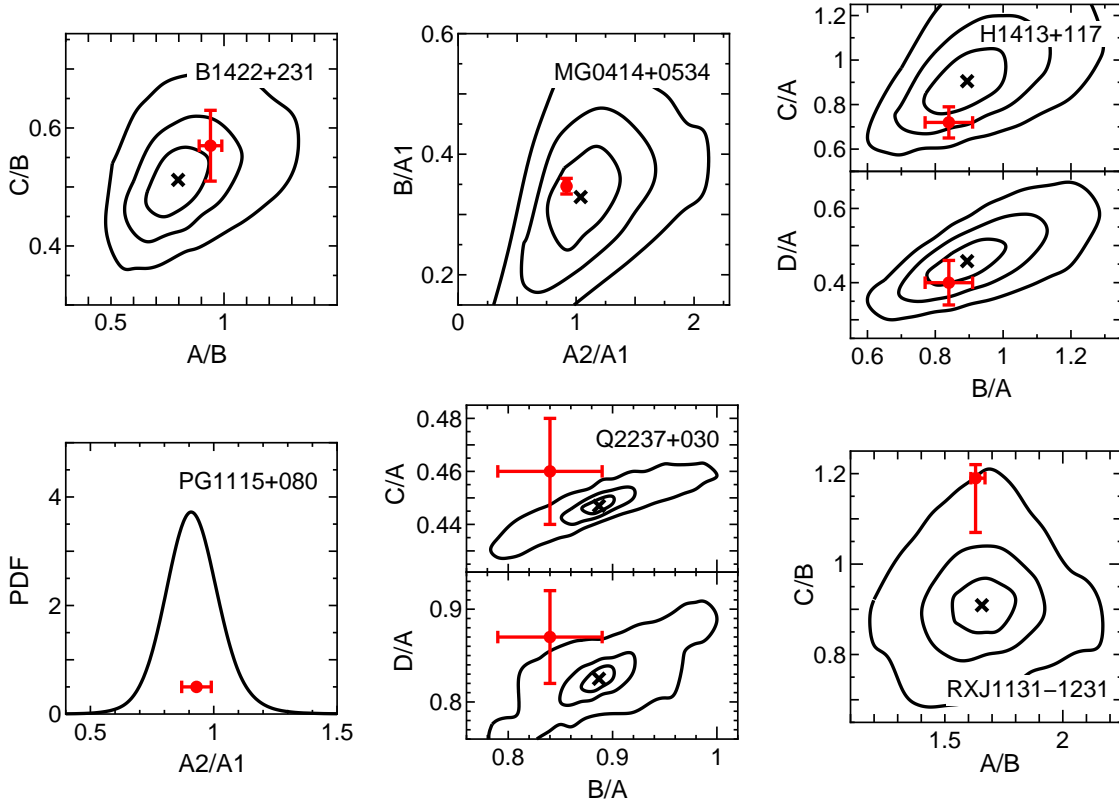 B1422+231
C/B
0.6
0.4
0.5
1
A/B
MG0414+0534
B/A1
0.6
0.4
0.2
0
1
2
A2/A1
H1413+117
C/A
1.2
1
0.8
0.6
D/A
0.6
0.4
0.6
0.8
1
1.2
B/A
PG1115+080
PDF
4
2
0
0.5
1
1.5
A2/A1
Q2237+030
C/A
0.48
0.46
0.44
D/A
0.9
0.8
0.8
0.9
1
B/A
RXJ1131−1231
C/B
1.2
1
0.8
1.5
2
A/B